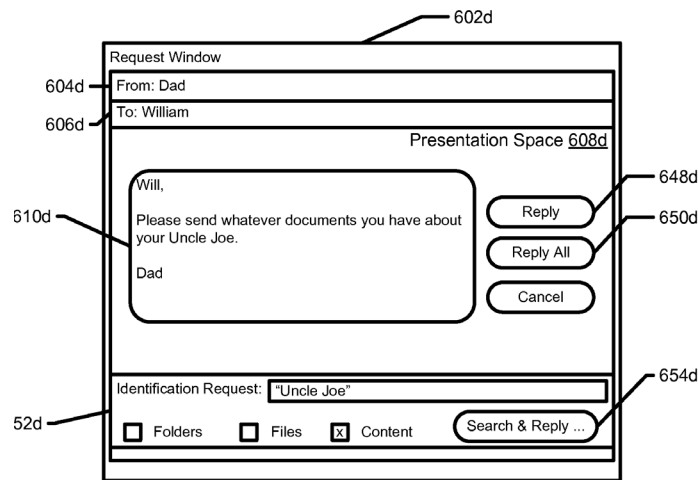 602d
Request Window
604d
From: Dad
606d
To: William
Presentation Space 608d
648d
Will,
Reply
610d
Please send whatever documents you have about
your Uncle Joe.
650d
Reply All
Dad
Cancel
654d
Identification Request: "Uncle Joe"
52d
Folders Files x Content Search & Reply ...